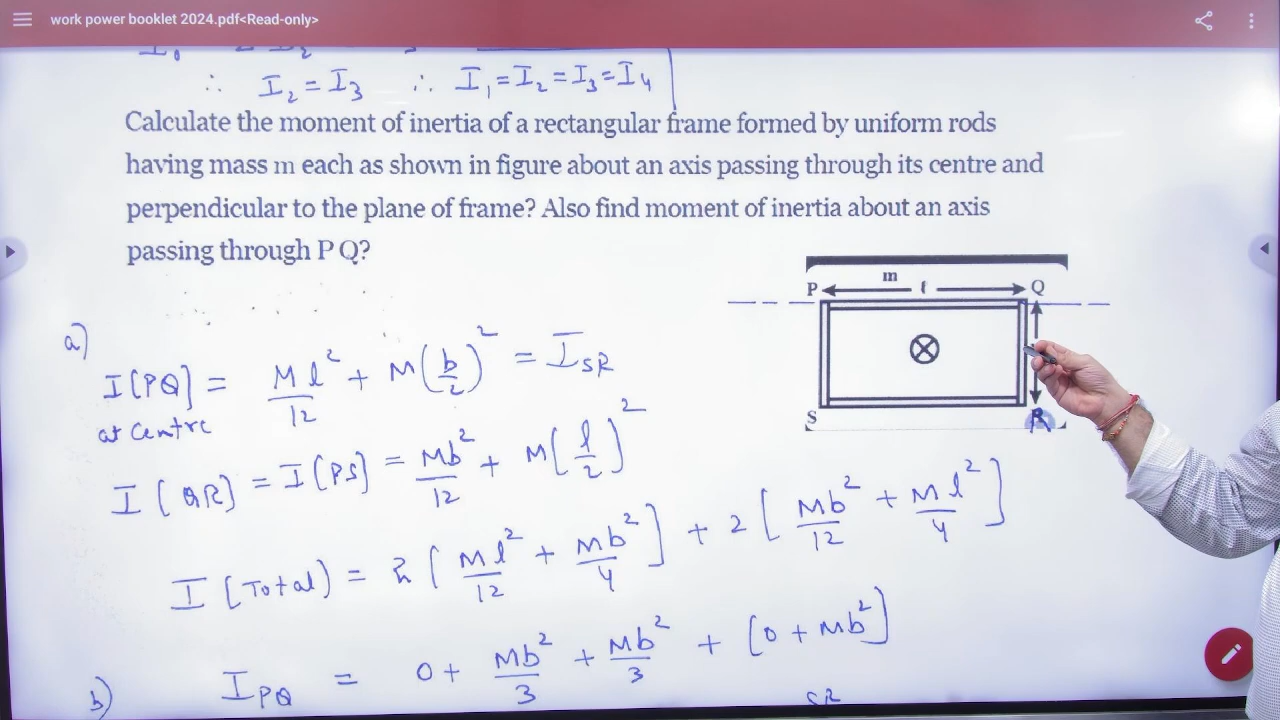 work power booklet 2024.pdf<Read-only>
∴ I₂ = I₃ ∴ I₁ = I₂ = I₃ = I₄
Calculate the moment of inertia of a rectangular frame formed by uniform rods
having mass m each as shown in figure about an axis passing through its centre and
perpendicular to the plane of frame? Also find moment of inertia about an axis
passing through P Q?
m
P ℓ Q
S R
a)
I(PQ) = Ml²/12 + M(b/2)² = I_SR
at centre
I(QR) = I(PS) = Mb²/12 + M(l/2)²
I(Total) = 2[Ml²/12 + Mb²/4] + 2[Mb²/12 + Ml²/4]
b) I_PQ = 0 + Mb²/3 + Mb²/3 + [0 + Mb²]
SR